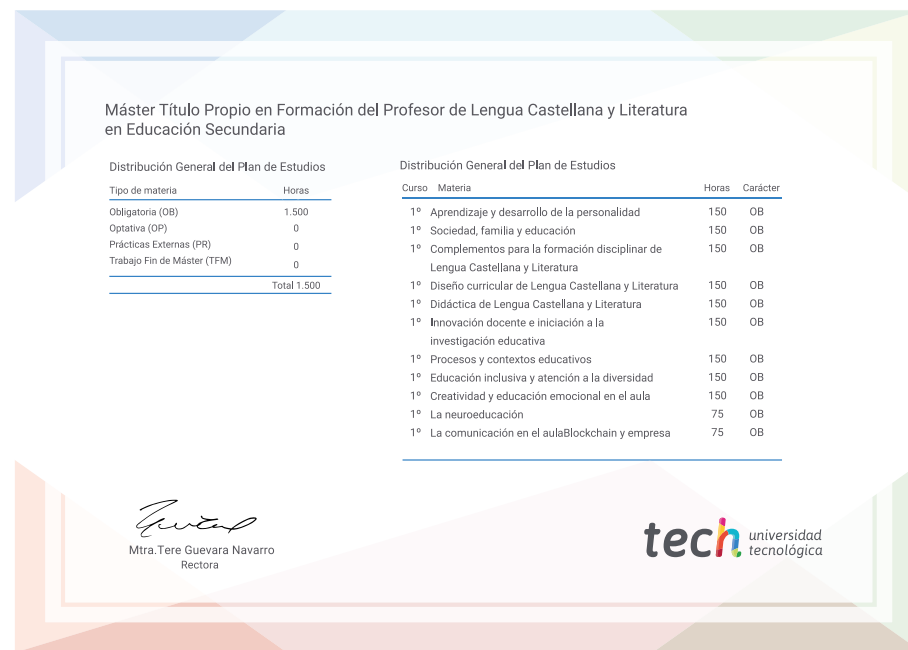 Máster Título Propio en Formación del Profesor de Lengua Castellana y Literatura
en Educación Secundaria
Distribución General del Plan de Estudios
Tipo de materia Horas
Obligatoria (OB) 1.500
Optativa (OP) 0
Prácticas Externas (PR) 0
Trabajo Fin de Máster (TFM) 0
Total 1.500
Distribución General del Plan de Estudios
Curso Materia Horas Carácter
1º Aprendizaje y desarrollo de la personalidad 150 OB
1º Sociedad, familia y educación 150 OB
1º Complementos para la formación disciplinar de 150 OB
Lengua Castellana y Literatura
1º Diseño curricular de Lengua Castellana y Literatura 150 OB
1º Didáctica de Lengua Castellana y Literatura 150 OB
1º Innovación docente e iniciación a la 150 OB
investigación educativa
1º Procesos y contextos educativos 150 OB
1º Educación inclusiva y atención a la diversidad 150 OB
1º Creatividad y educación emocional en el aula 150 OB
1º La neuroeducación 75 OB
1º La comunicación en el aulaBlockchain y empresa 75 OB
Mtra.Tere Guevara Navarro
Rectora
tech universidad
tecnológica